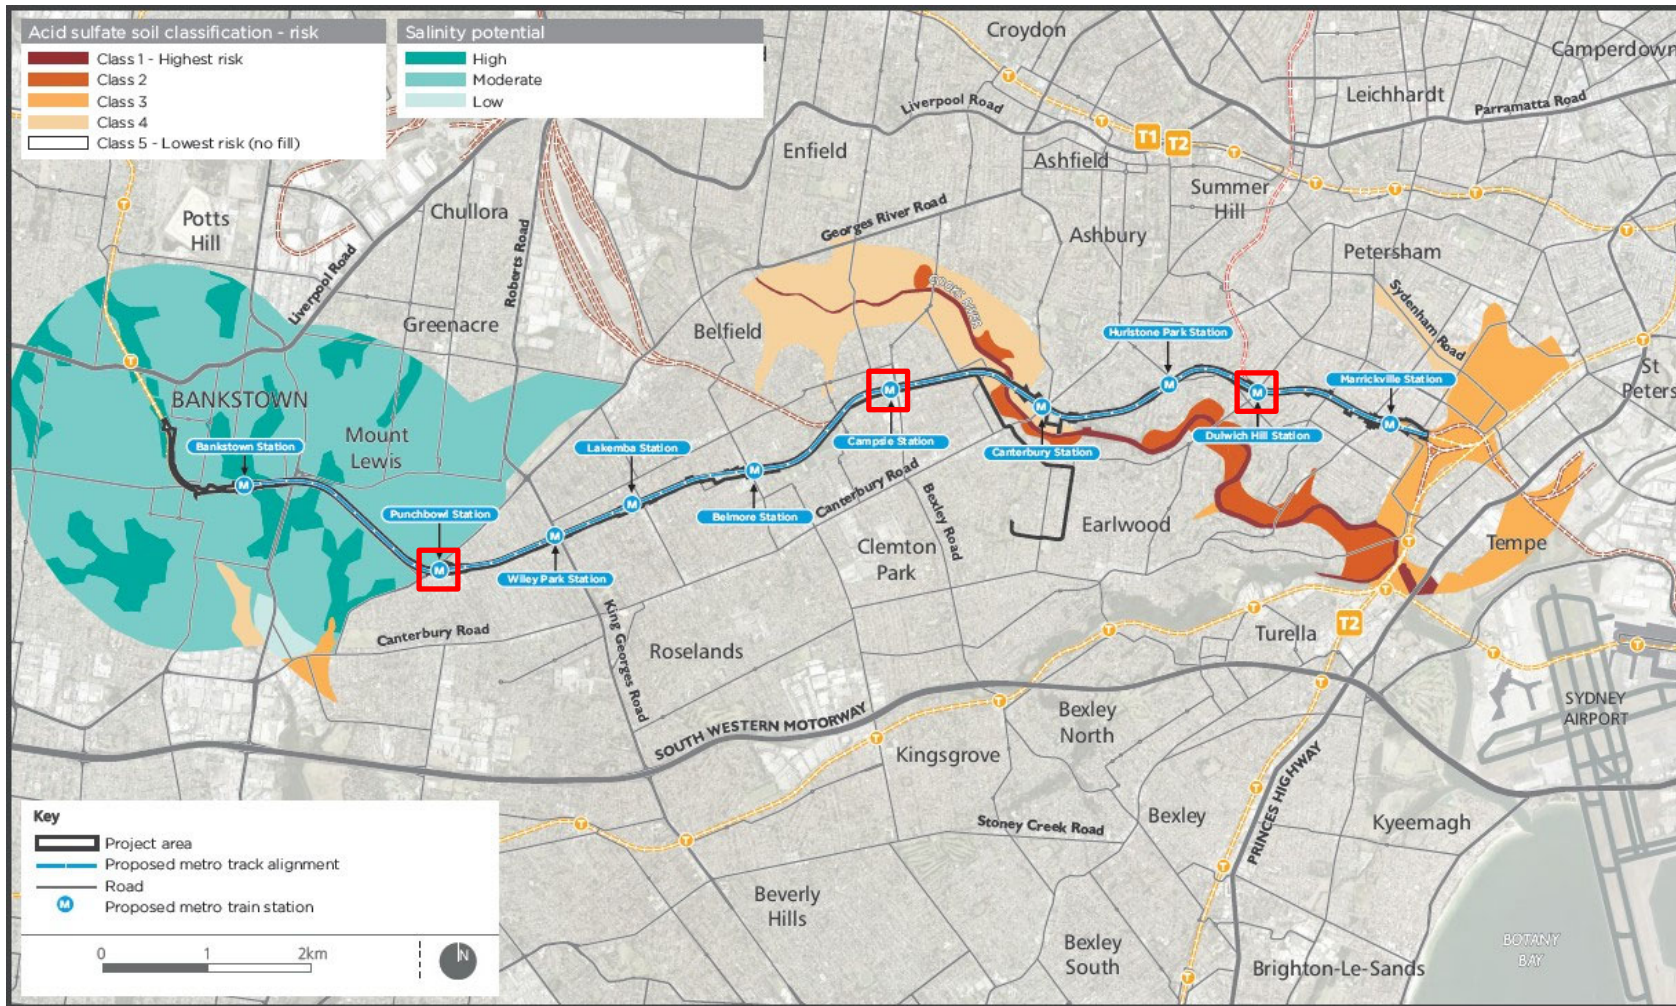 Acid sulfate soil classification - risk
Class 1 - Highest risk
Class 2
Class 3
Class 4
Class 5 - Lowest risk (no fill)
Salinity potential
High
Moderate
Low
Croydon
Camperdown
Leichhardt
Parramatta Road
Liverpool Road
T1
T2
Enfield
Ashfield
Summer
Hill
Potts
Hill
Chullora
Georges River Road
Ashbury
Petersham
Liverpool Road
Roberts Road
COOKS RIVER
Sydenham Road
Greenacre
Belfield
Hurlstone Park Station
St
Peters
BANKSTOWN
Marrickville Station
Mount
Lewis
Bankstown Station
Lakemba Station
Campsie Station
Canterbury Station
Dulwich Hill Station
Punchbowl Station
Belmore Station
Canterbury Road
Bexley Road
Earlwood
Clemton
Park
Tempe
Wiley Park Station
Canterbury Road
King Georges Road
Roselands
Turella
T2
SOUTH WESTERN MOTORWAY
Bexley
North
SYDNEY
AIRPORT
Kingsgrove
PRINCES HIGHWAY
Stoney Creek Road
Bexley
Kyeemagh
Beverly
Hills
Bexley
South
Brighton-Le-Sands
BOTANY
BAY
Key
Project area
Proposed metro track alignment
Road
M Proposed metro train station
0 1 2km
N